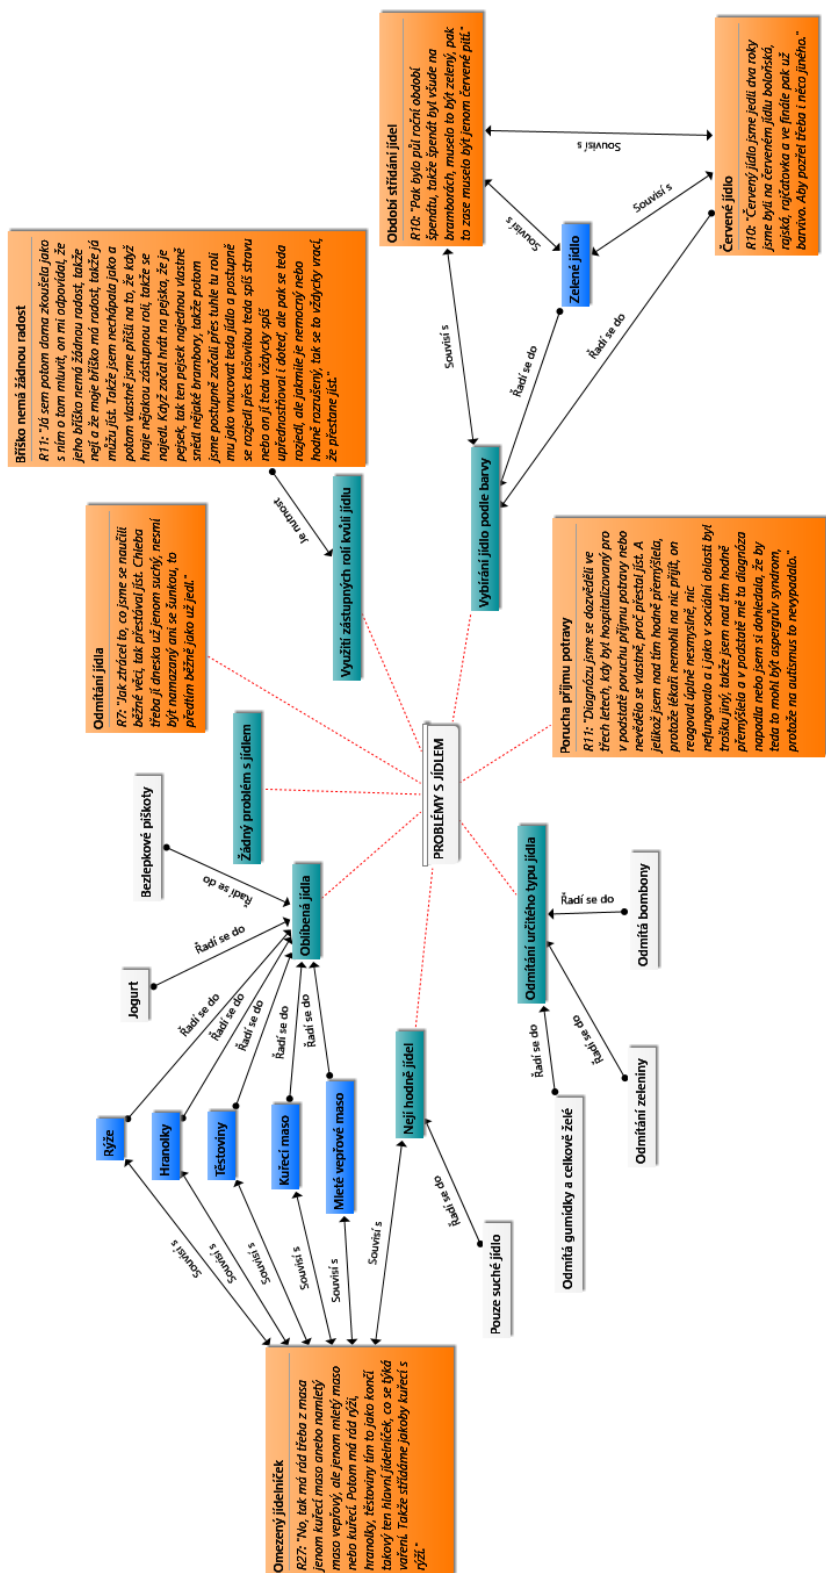 Omezený jídelníček
R27: "No, tak má rád třeba z masa
jenom kuřecí maso anebo namletý
maso vepřový, ale jenom mletý maso
nebo kuřecí. Potom má rád rýži,
hranolky, těstoviny tím to jako končí
takový ten hlavní jídelníček, co se týká
vaření. Takže střídáme jakoby kuřecí s
rýží."
Souvisí s
Souvisí s
Souvisí s
Souvisí s
Souvisí s
Souvisí s
Rýže
Hranolky
Těstoviny
Kuřecí maso
Mleté vepřové maso
Řadí se do
Řadí se do
Řadí se do
Řadí se do
Řadí se do
Jogurt
Řadí se do
Bezlepkové piškoty
Řadí se do
Oblíbená jídla
Žádný problém s jídlem
Odmítání jídla
R7: "Jak ztrácel to, co jsme se naučili
běžné věci, tak přestával jíst. Chleba
třeba jí dneska už jenom suchý, nesmí
být namazaný ani se šunkou, to
předtím běžně jako už jedl."
Bříško nemá žádnou radost
R11: "Já sem potom doma zkoušela jako
s ním o tom mluvit, on mi odpovídal, že
jeho bříško nemá žádnou radost, takže
nejí a že moje bříško má radost, takže já
můžu jíst. Takže jsem nechápala jako a
potom vlastně jsme přišli na to, že když
hraje nějakou zástupnou roli, takže se
najedl. Když začal hrát na pejska, že je
pejsek, tak ten pejsek najednou vlastně
snědl nějaké brambory, takže potom
jsme postupně začali přes tuhle tu roli
mu jako vnucovat teda jídlo a postupně
se rozjedl přes kašovitou teda spíš stravu
nebo on jí teda vždycky spíš
upřednostňoval i doteď, ale pak se teda
rozjedl, ale jakmile je nemocný nebo
hodně rozrušený, tak se to vždycky vrací,
že přestane jíst."
Je nutnost
Využití zástupných rolí kvůli jídlu
PROBLÉMY S JÍDLEM
Nejí hodně jídel
Řadí se do
Pouze suché jídlo
Odmítání určitého typu jídla
Řadí se do
Řadí se do
Řadí se do
Odmítá gumídky a celkově želé
Odmítání zeleniny
Odmítá bombony
Porucha příjmu potravy
R11: "Diagnózu jsme se dozvěděli ve
třech letech, kdy byl hospitalizovaný pro
v podstatě poruchu příjmu potravy nebo
nevědělo se vlastně, proč přestal jíst. A
jelikož jsem nad tím hodně přemýšlela,
protože lékaři nemohli na nic přijít, on
reagoval úplně nesmyslně, nic
nefungovalo a i jako v sociální oblasti byl
trošku jiný, takže jsem nad tím hodně
přemýšlela a v podstatě mě ta diagnóza
napadla nebo jsem si dohledala, že by
teda to mohl být aspergův syndrom,
protože na autismus to nevypadalo."
Vybírání jídlo podle barvy
Souvisí s
Řadí se do
Řadí se do
Zelené jídlo
Souvisí s
Souvisí s
Souvisí s
Období střídání jídel
R10: "Pak bylo půl roční období
špenátu, takže špenát byl všude na
bramborách, muselo to být zelený, pak
to zase muselo být jenom červené pití."
Červené jídlo
R10: "Červený jídlo jsme jedli dva roky
jsme byli na červeném jídlu boloňská,
rajská, rajčatovka a ve finále pak už
barvivo. Aby pozřel třeba i něco jiného."